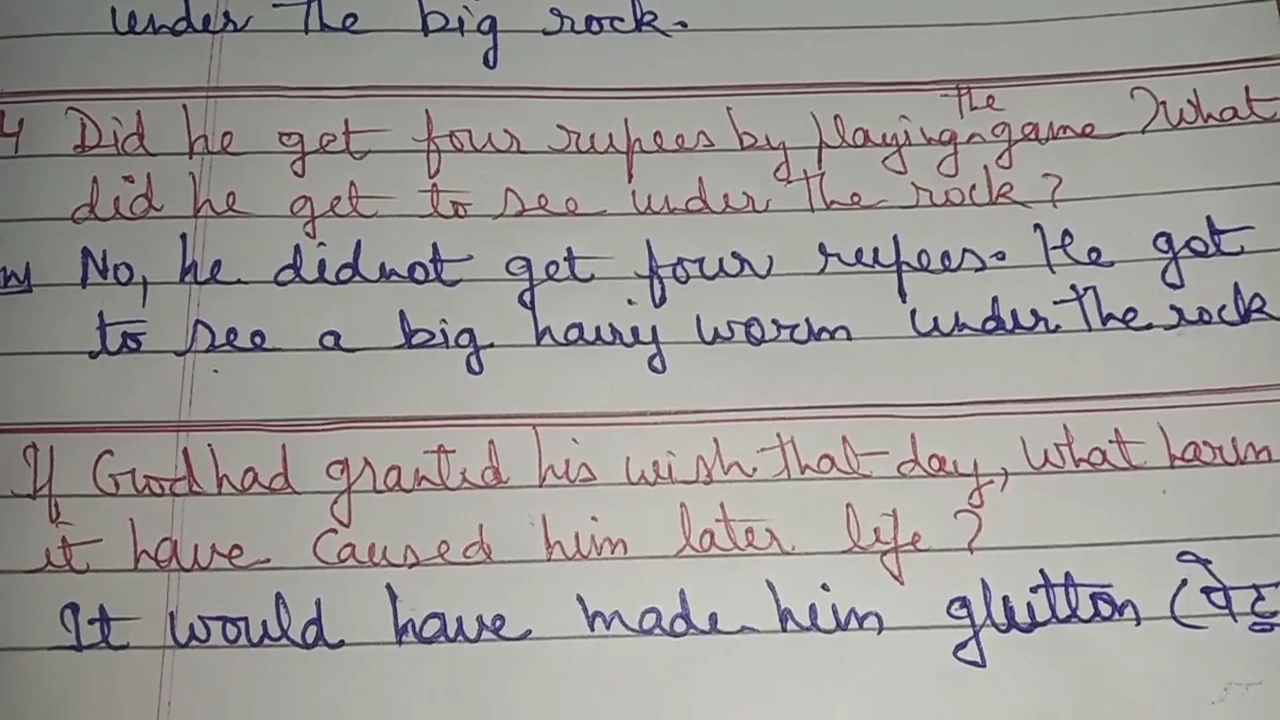 under the big rock.
4 Did he get four rupees by playing the game ? What
did he get to see under the rock?
No, he didnot get four rupees. He got
to see a big hairy worm under the rock
If God had granted his wish that day, what harm
it have caused him later life ?
It would have made him glutton (पेटू